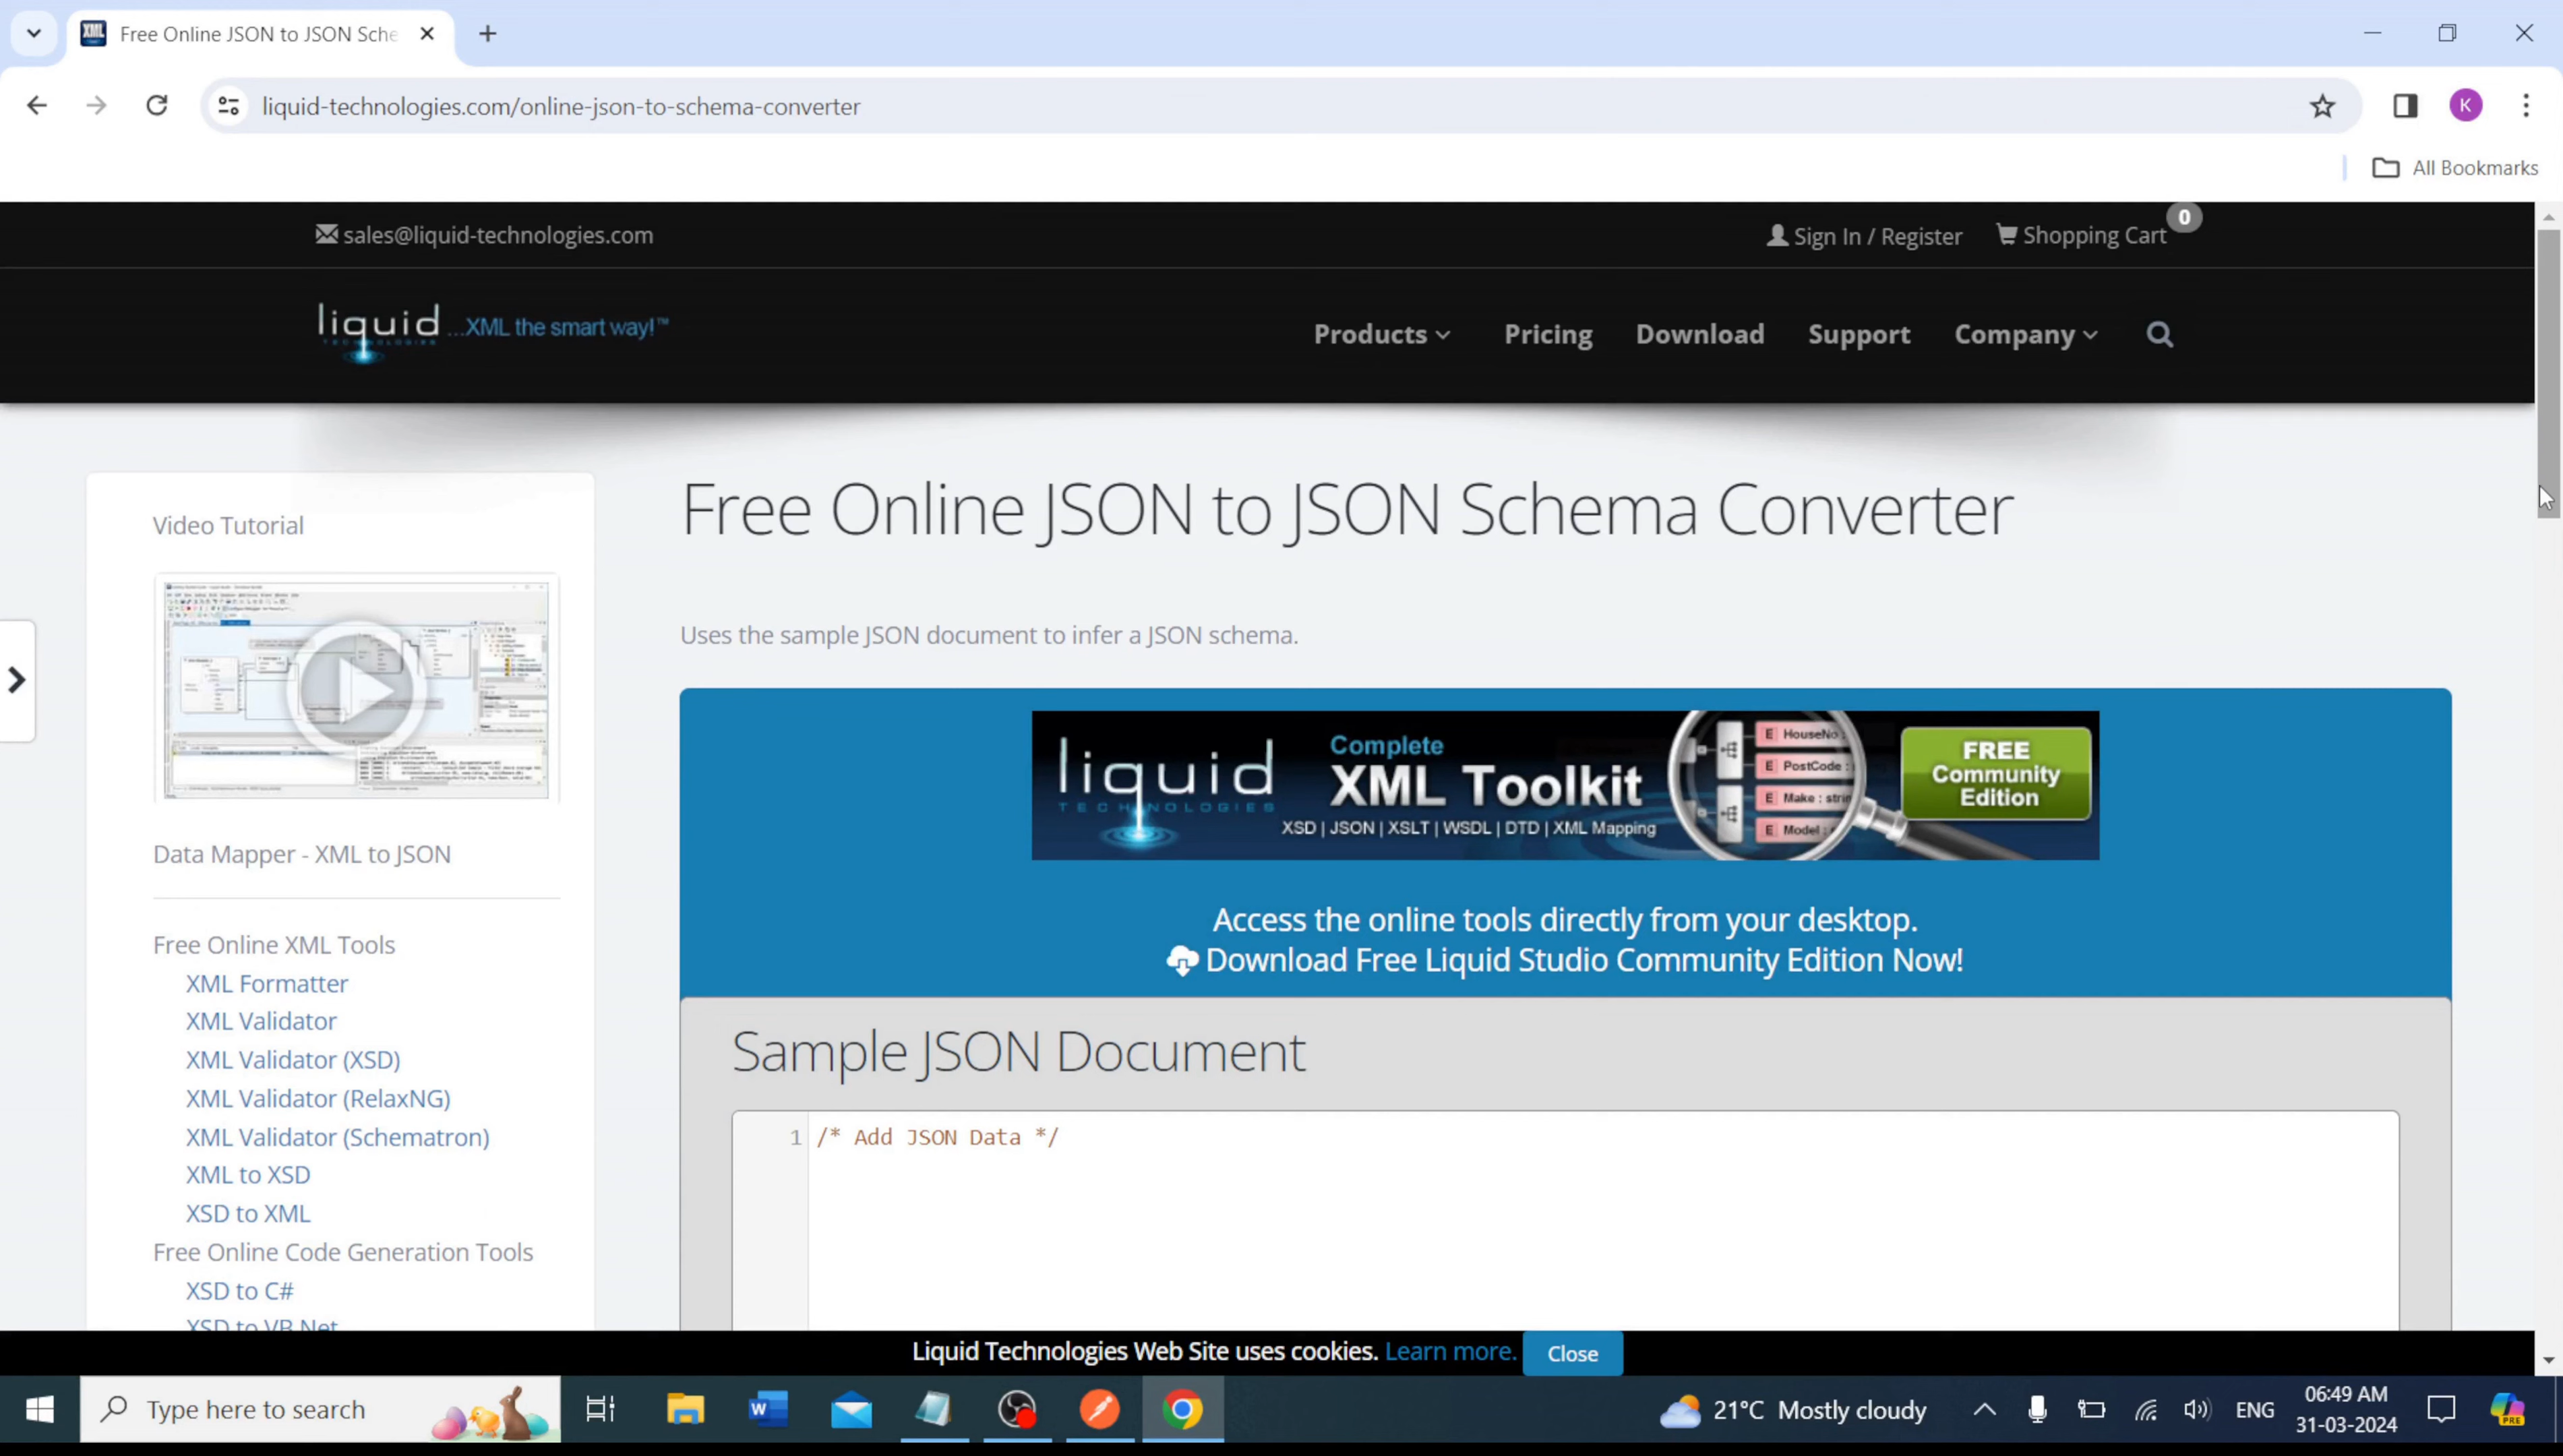 Free Online JSON to JSON Sche
liquid-technologies.com/online-json-to-schema-converter
K
All Bookmarks
sales@liquid-technologies.com
Sign In / Register
Shopping Cart
0
liquid
TECHNOLOGIES
...XML the smart way!™
Products
Pricing
Download
Support
Company
Video Tutorial
Data Mapper - XML to JSON
Free Online XML Tools
XML Formatter
XML Validator
XML Validator (XSD)
XML Validator (RelaxNG)
XML Validator (Schematron)
XML to XSD
XSD to XML
Free Online Code Generation Tools
XSD to C#
XSD to VB Net
Free Online JSON to JSON Schema Converter
Uses the sample JSON document to infer a JSON schema.
liquid
TECHNOLOGIES
Complete
XML Toolkit
XSD | JSON | XSLT | WSDL | DTD | XML Mapping
E HouseNo
E PostCode :
E Make : strin
E Model :
FREE
Community
Edition
Access the online tools directly from your desktop.
Download Free Liquid Studio Community Edition Now!
Sample JSON Document
1 /* Add JSON Data */
Liquid Technologies Web Site uses cookies. Learn more. Close
Type here to search
21°C Mostly cloudy
ENG
06:49 AM
31-03-2024
PRE